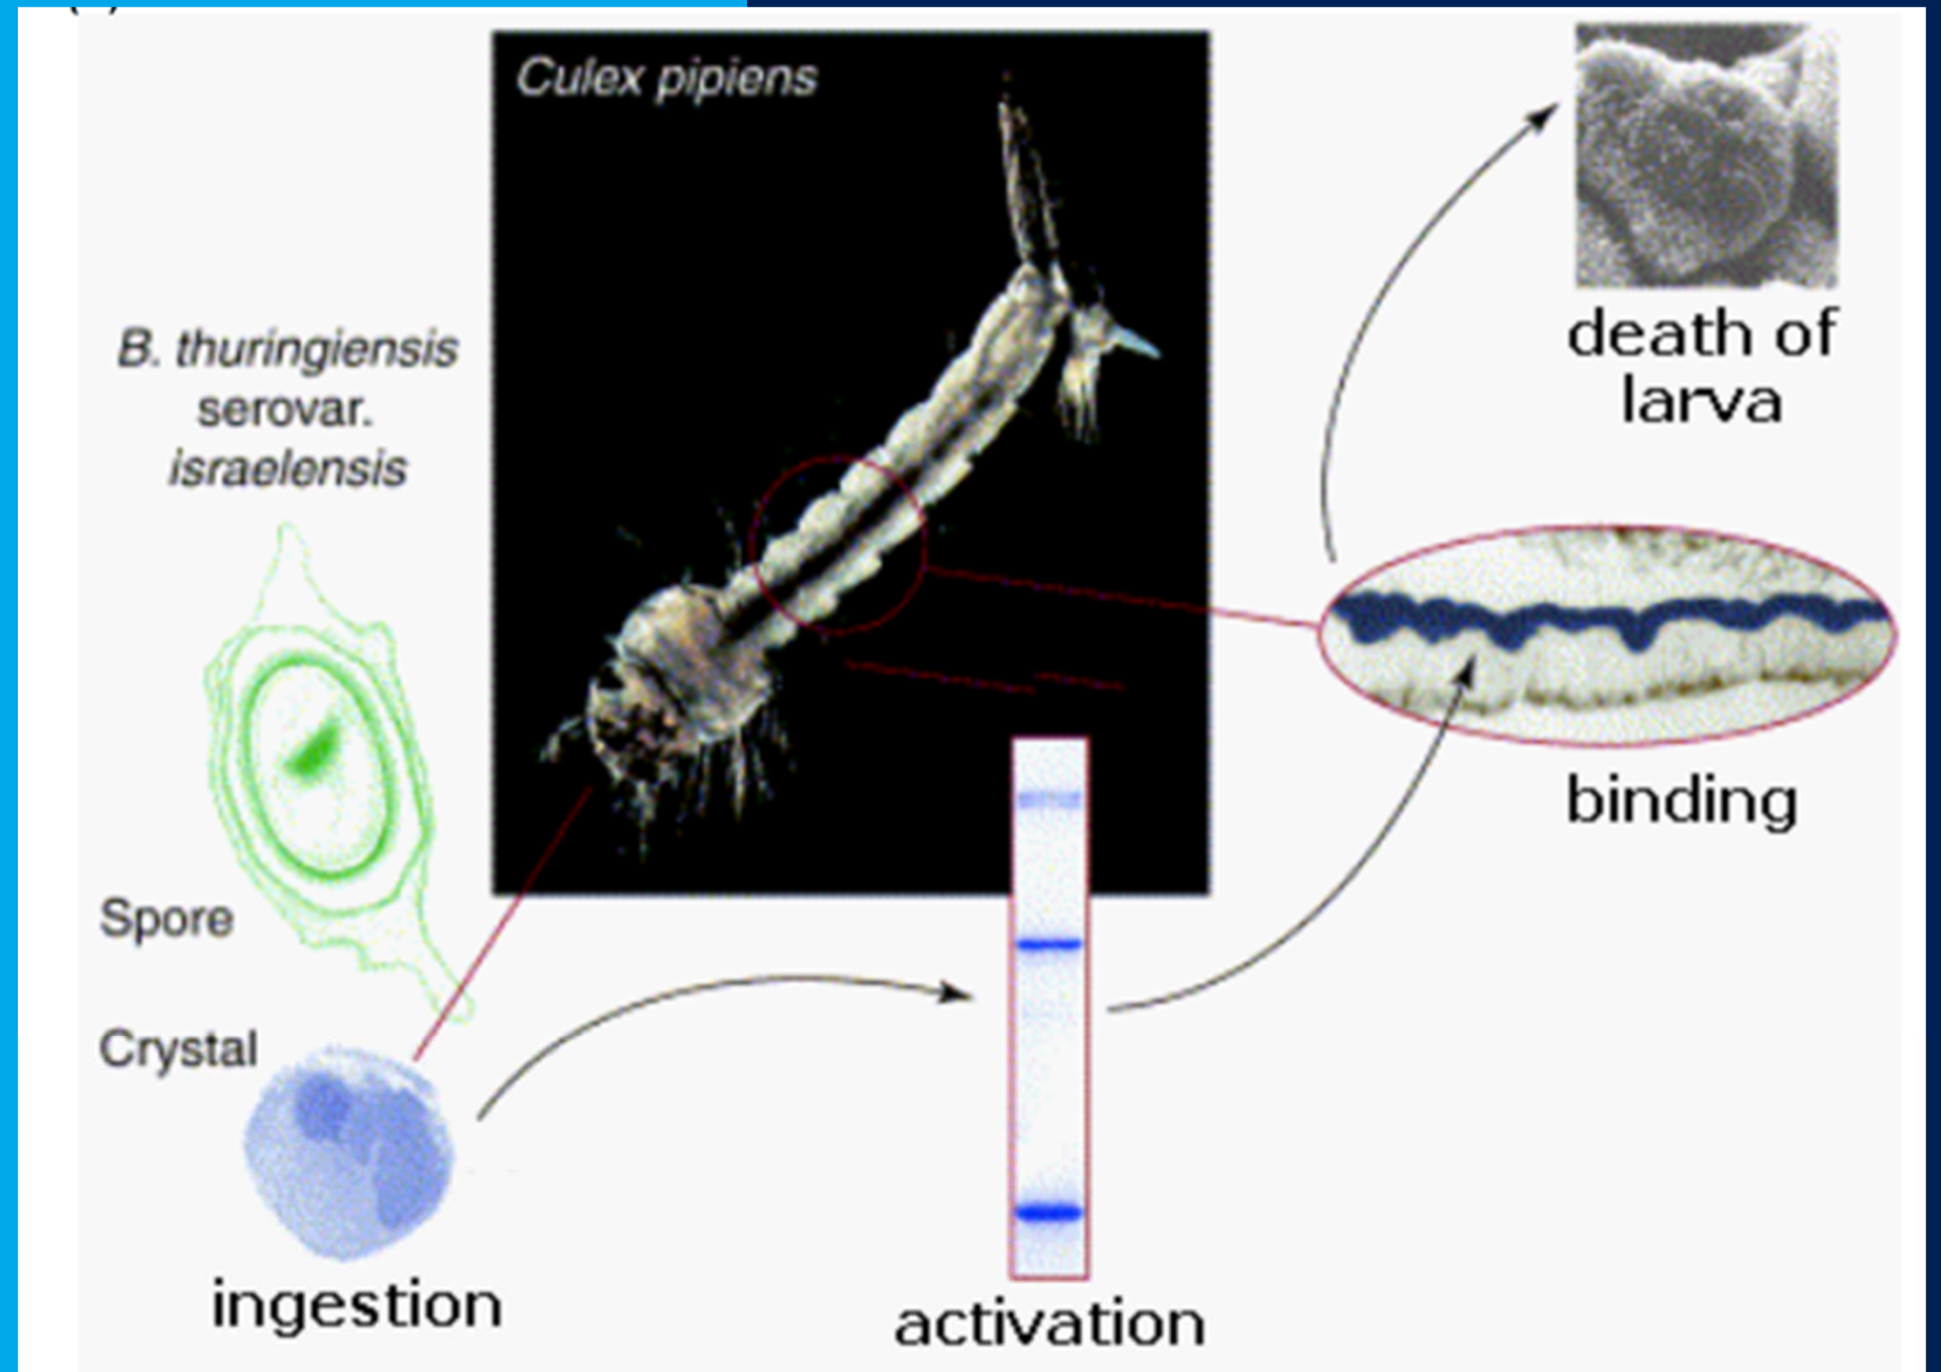 Culex pipiens
B. thuringiensis
serovar.
israelensis
Spore
Crystal
ingestion
activation
binding
death of
larva